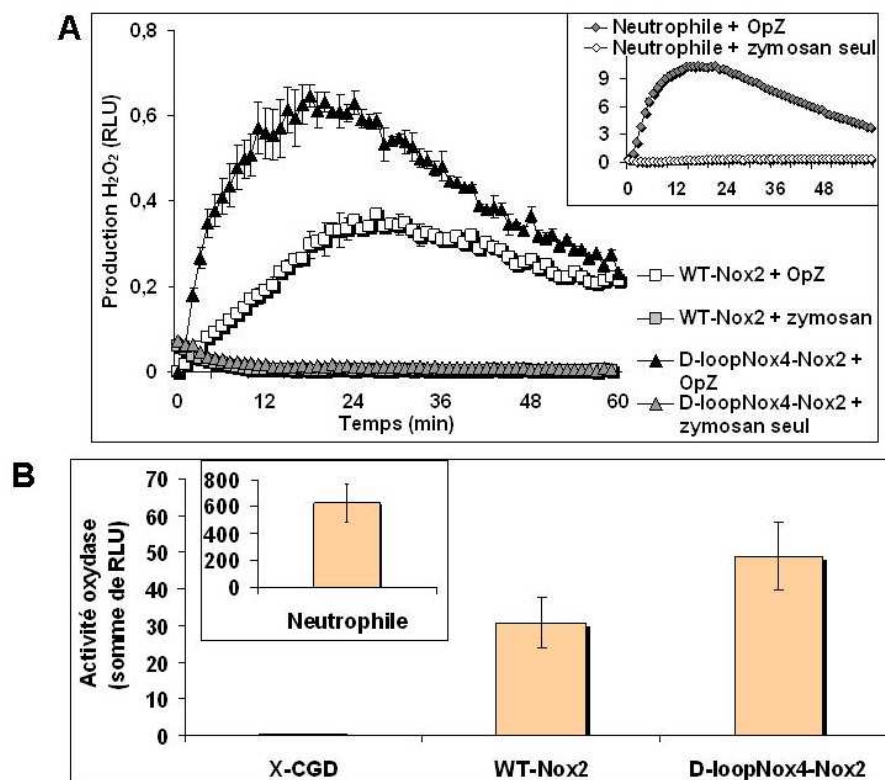 A
Production H₂O₂ (RLU)
0,8
0,6
0,4
0,2
0
0 12 24 36 48 60
Temps (min)
Neutrophile + OpZ
Neutrophile + zymosan seul
9
6
3
0
0 12 24 36 48
WT-Nox2 + OpZ
WT-Nox2 + zymosan
D-loopNox4-Nox2 +
OpZ
D-loopNox4-Nox2 +
zymosan seul
B
Activité oxydase
(somme de RLU)
70
60
50
40
30
20
10
0
800
600
400
200
0
Neutrophile
X-CGD WT-Nox2 D-loopNox4-Nox2